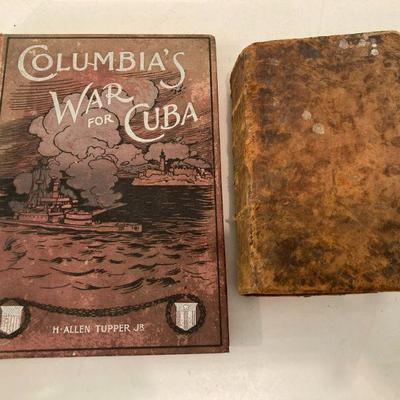 COLUMBIA'S
WAR
FOR CUBA
H·ALLEN TUPPER JR